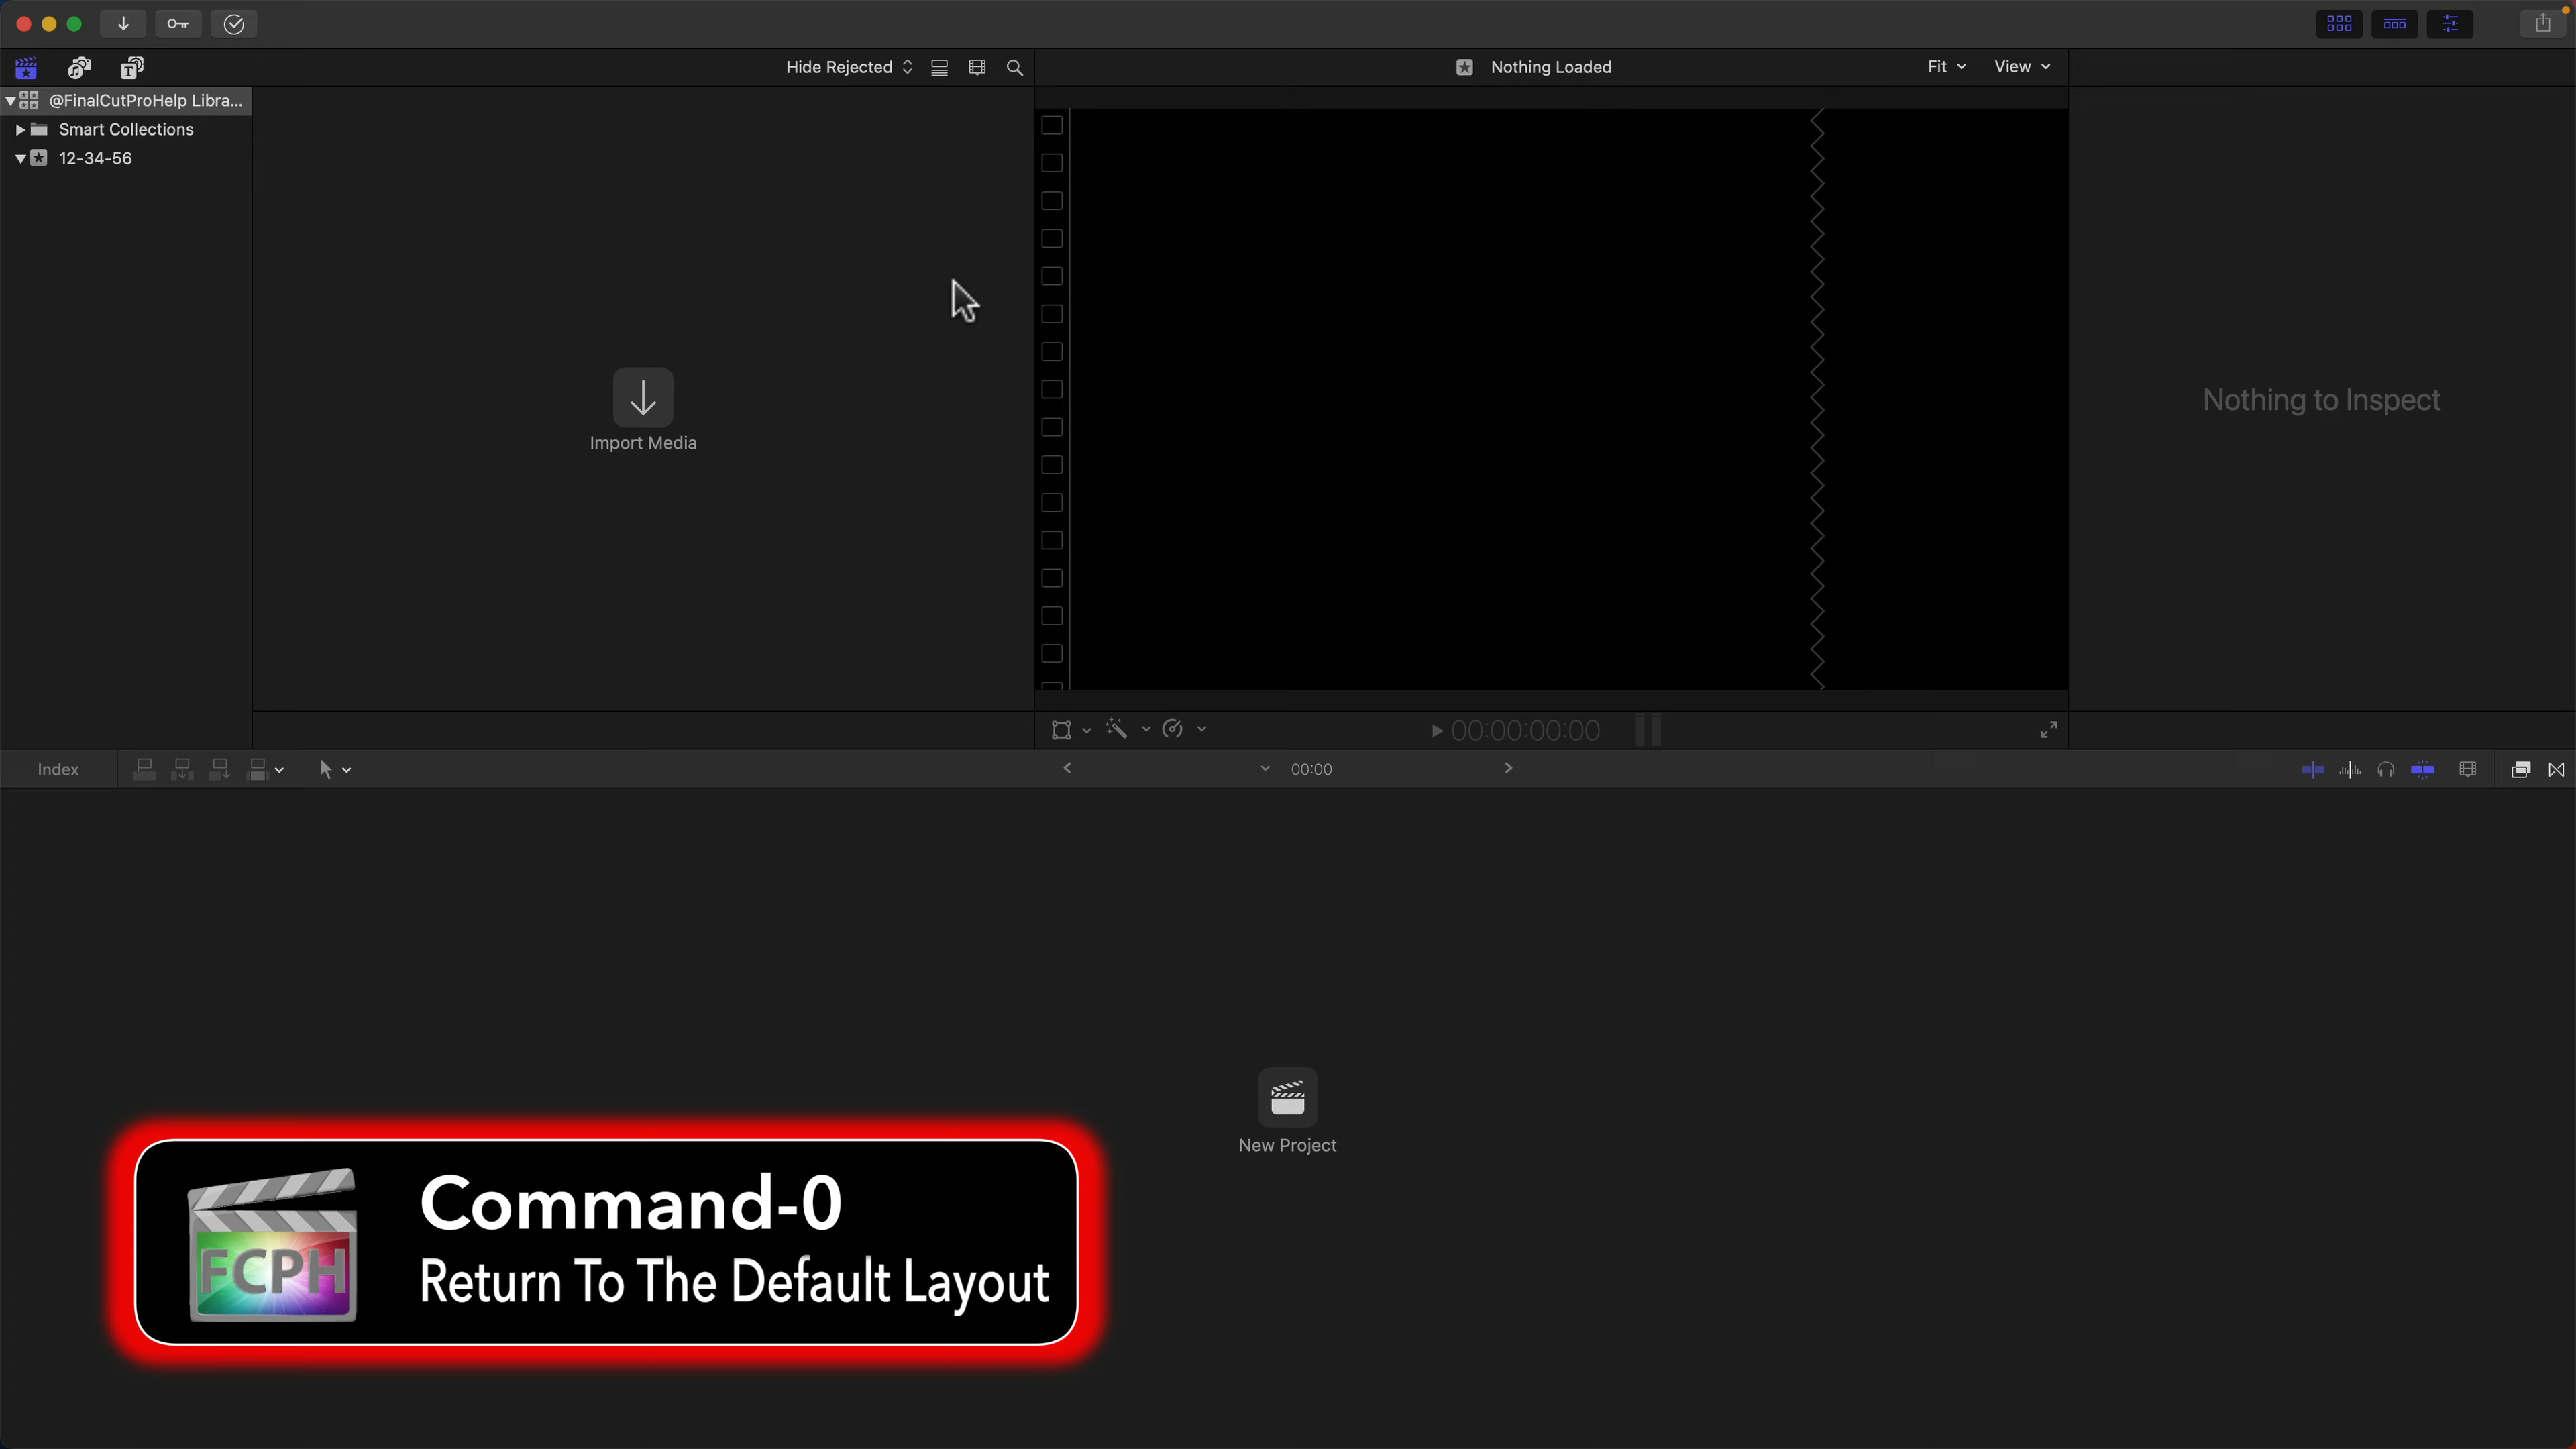 Hide Rejected
Nothing Loaded
Fit
View
@FinalCutProHelp Libra...
Smart Collections
12-34-56
Import Media
Nothing to Inspect
00:00:00:00
Index
00:00
New Project
FCPH
Command-0
Return To The Default Layout